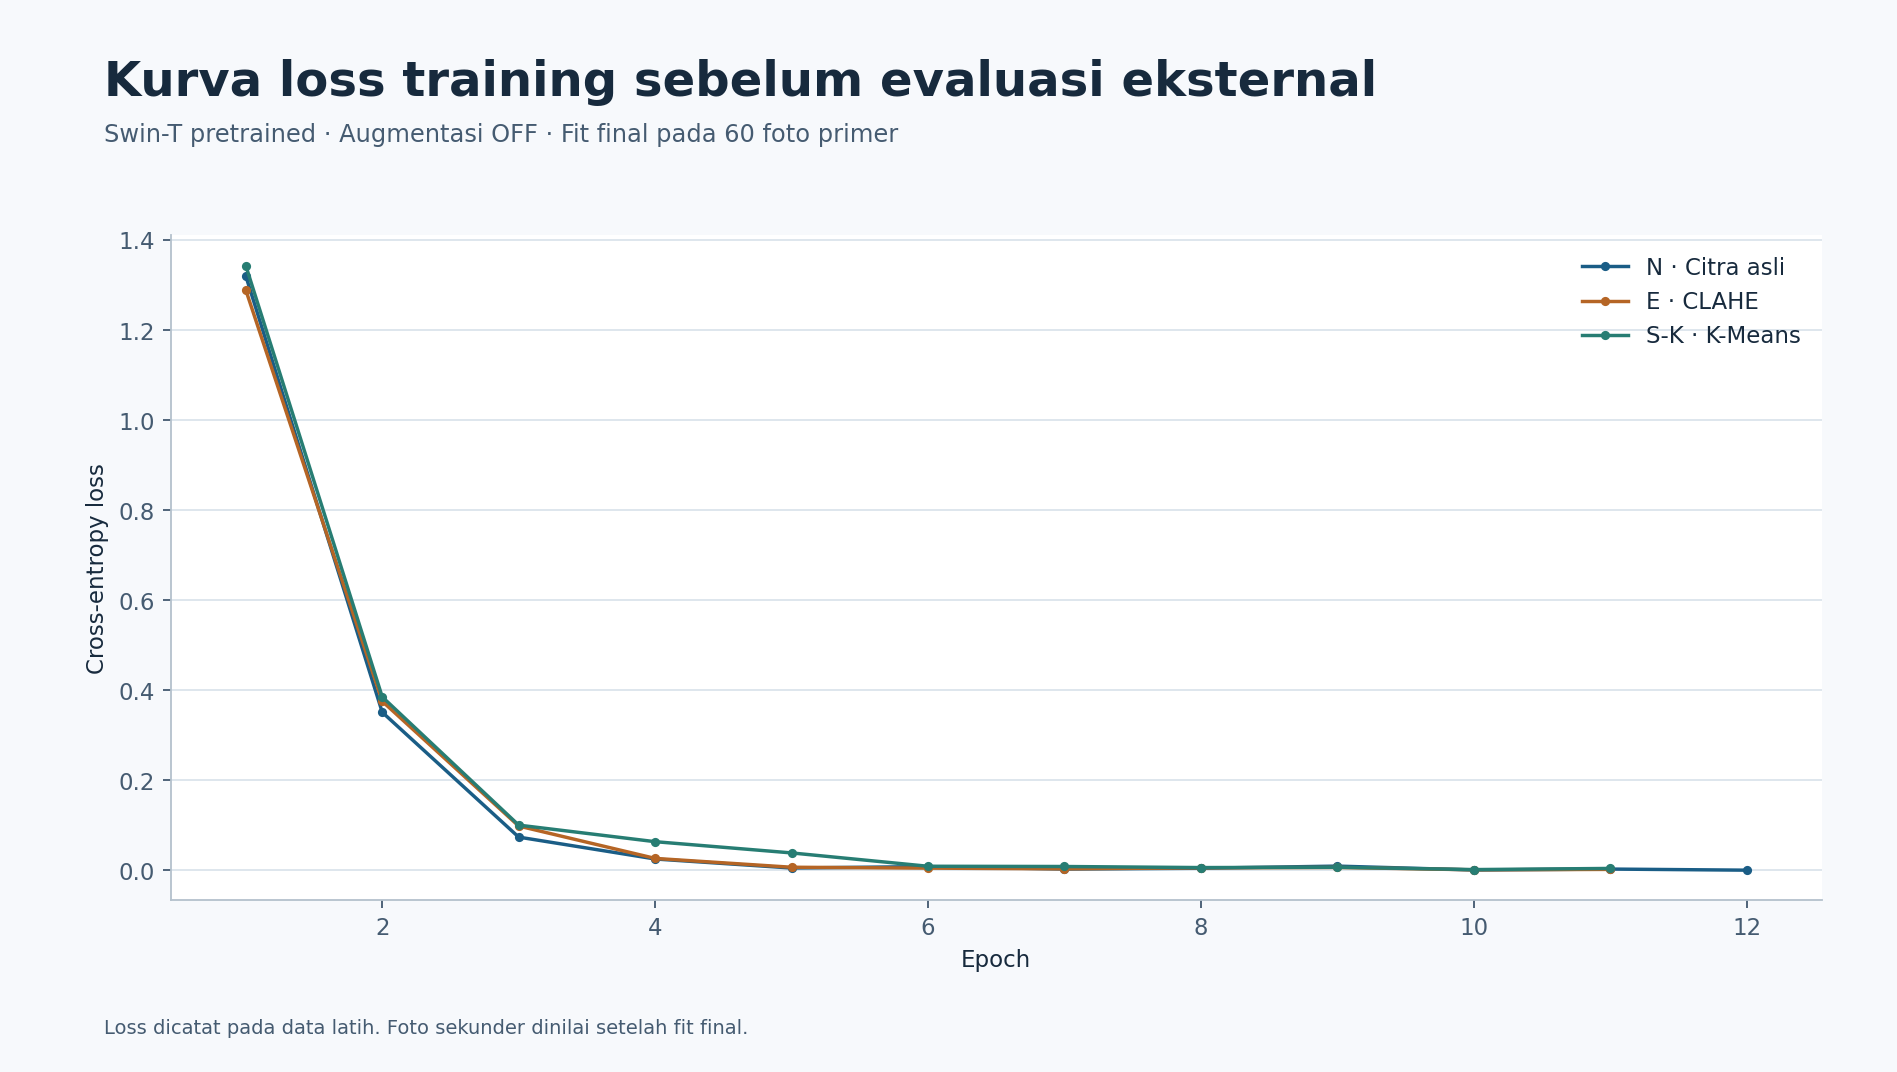 Kurva loss training sebelum evaluasi eksternal
Swin-T pretrained · Augmentasi OFF · Fit final pada 60 foto primer
1.4
1.2
1.0
0.8
0.6
0.4
0.2
0.0
Cross-entropy loss
N · Citra asli
E · CLAHE
S-K · K-Means
2 4 6 8 10 12
Epoch
Loss dicatat pada data latih. Foto sekunder dinilai setelah fit final.